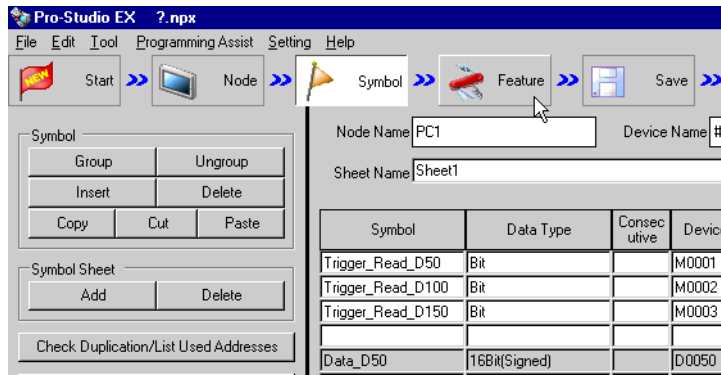 Pro-Studio EX ?.npx
File Edit Tool Programming Assist Setting Help
NEW Start Node Symbol Feature Save
Symbol
Group Ungroup
Insert Delete
Copy Cut Paste
Symbol Sheet
Add Delete
Check Duplication/List Used Addresses
Node Name PC1 Device Name #
Sheet Name Sheet1
Symbol Data Type Consecutive Devic
Trigger_Read_D50 Bit M0001
Trigger_Read_D100 Bit M0002
Trigger_Read_D150 Bit M0003
Data_D50 16Bit(Signed) D0050